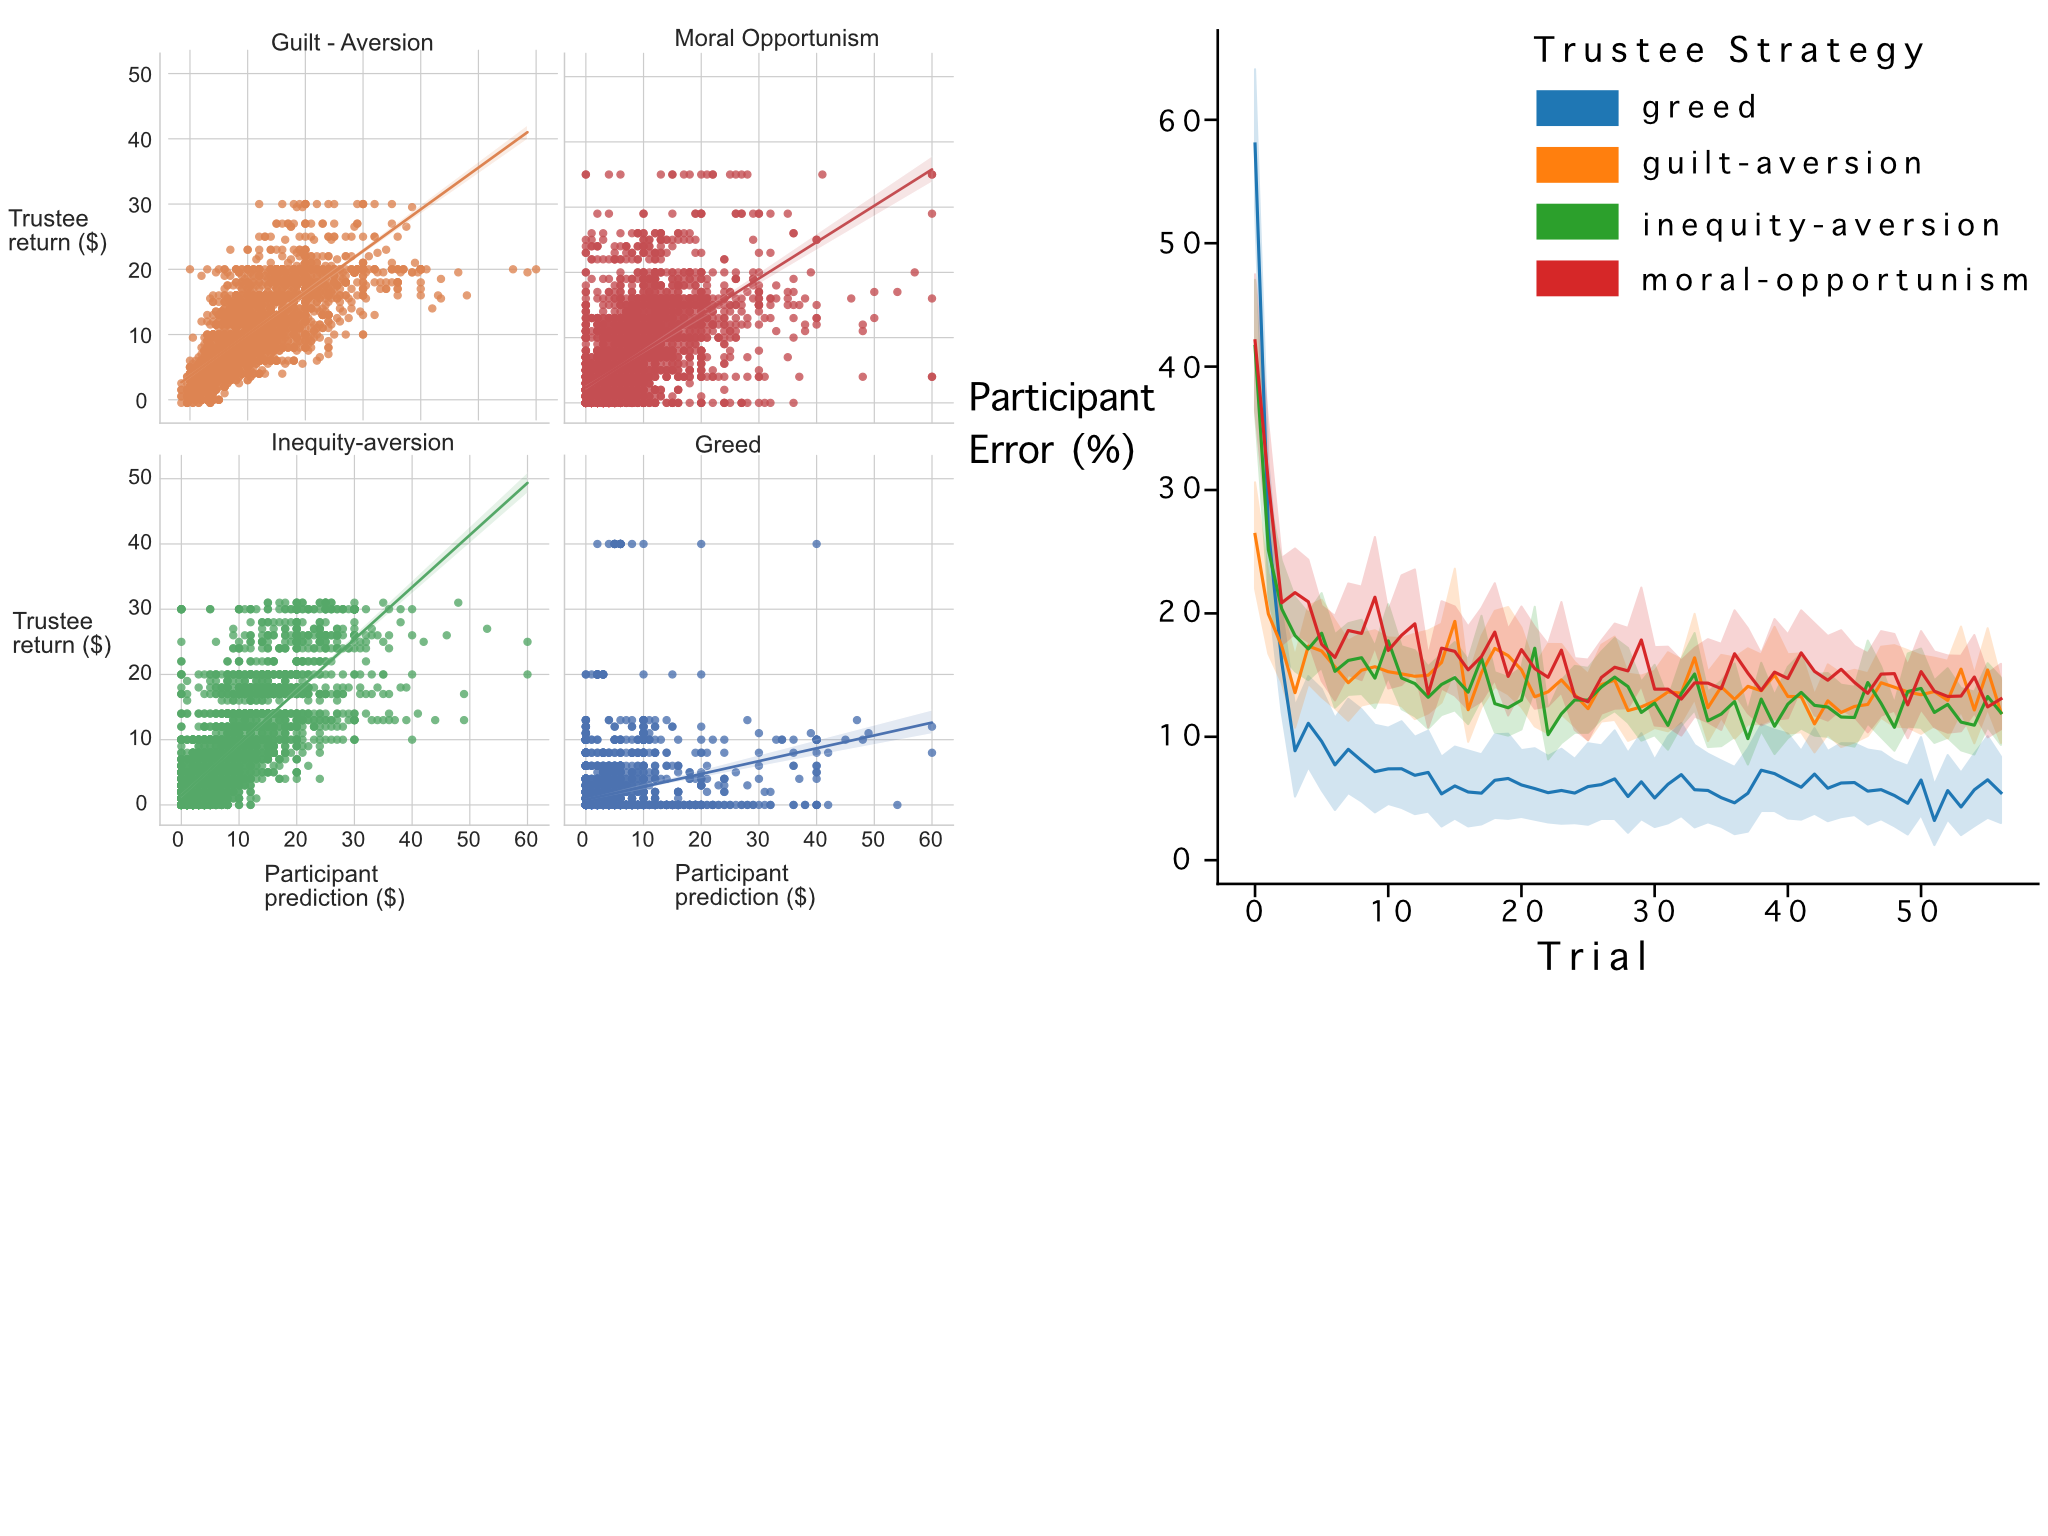 Guilt - Aversion
Moral Opportunism
50
40
30
20
10
0
Trustee
return ($)
Inequity-aversion
Greed
50
40
30
20
10
0
Trustee
return ($)
0 10 20 30 40 50 60
0 10 20 30 40 50 60
Participant
prediction ($)
Participant
prediction ($)
Participant
Error (%)
60
50
40
30
20
10
0
Trustee Strategy
greed
guilt-aversion
inequity-aversion
moral-opportunism
0 10 20 30 40 50
Trial